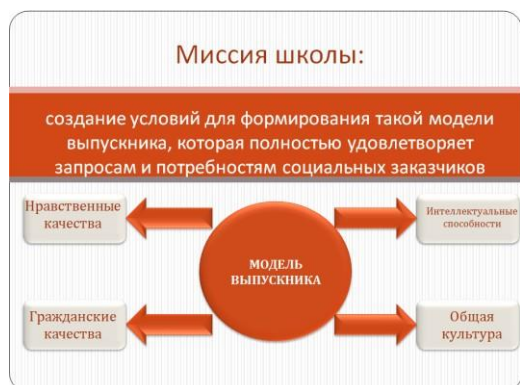 Миссия школы:
создание условий для формирования такой модели
выпускника, которая полностью удовлетворяет
запросам и потребностям социальных заказчиков
Нравственные
качества
Интеллектуальные
способности
МОДЕЛЬ
ВЫПУСКНИКА
Гражданские
качества
Общая
культура